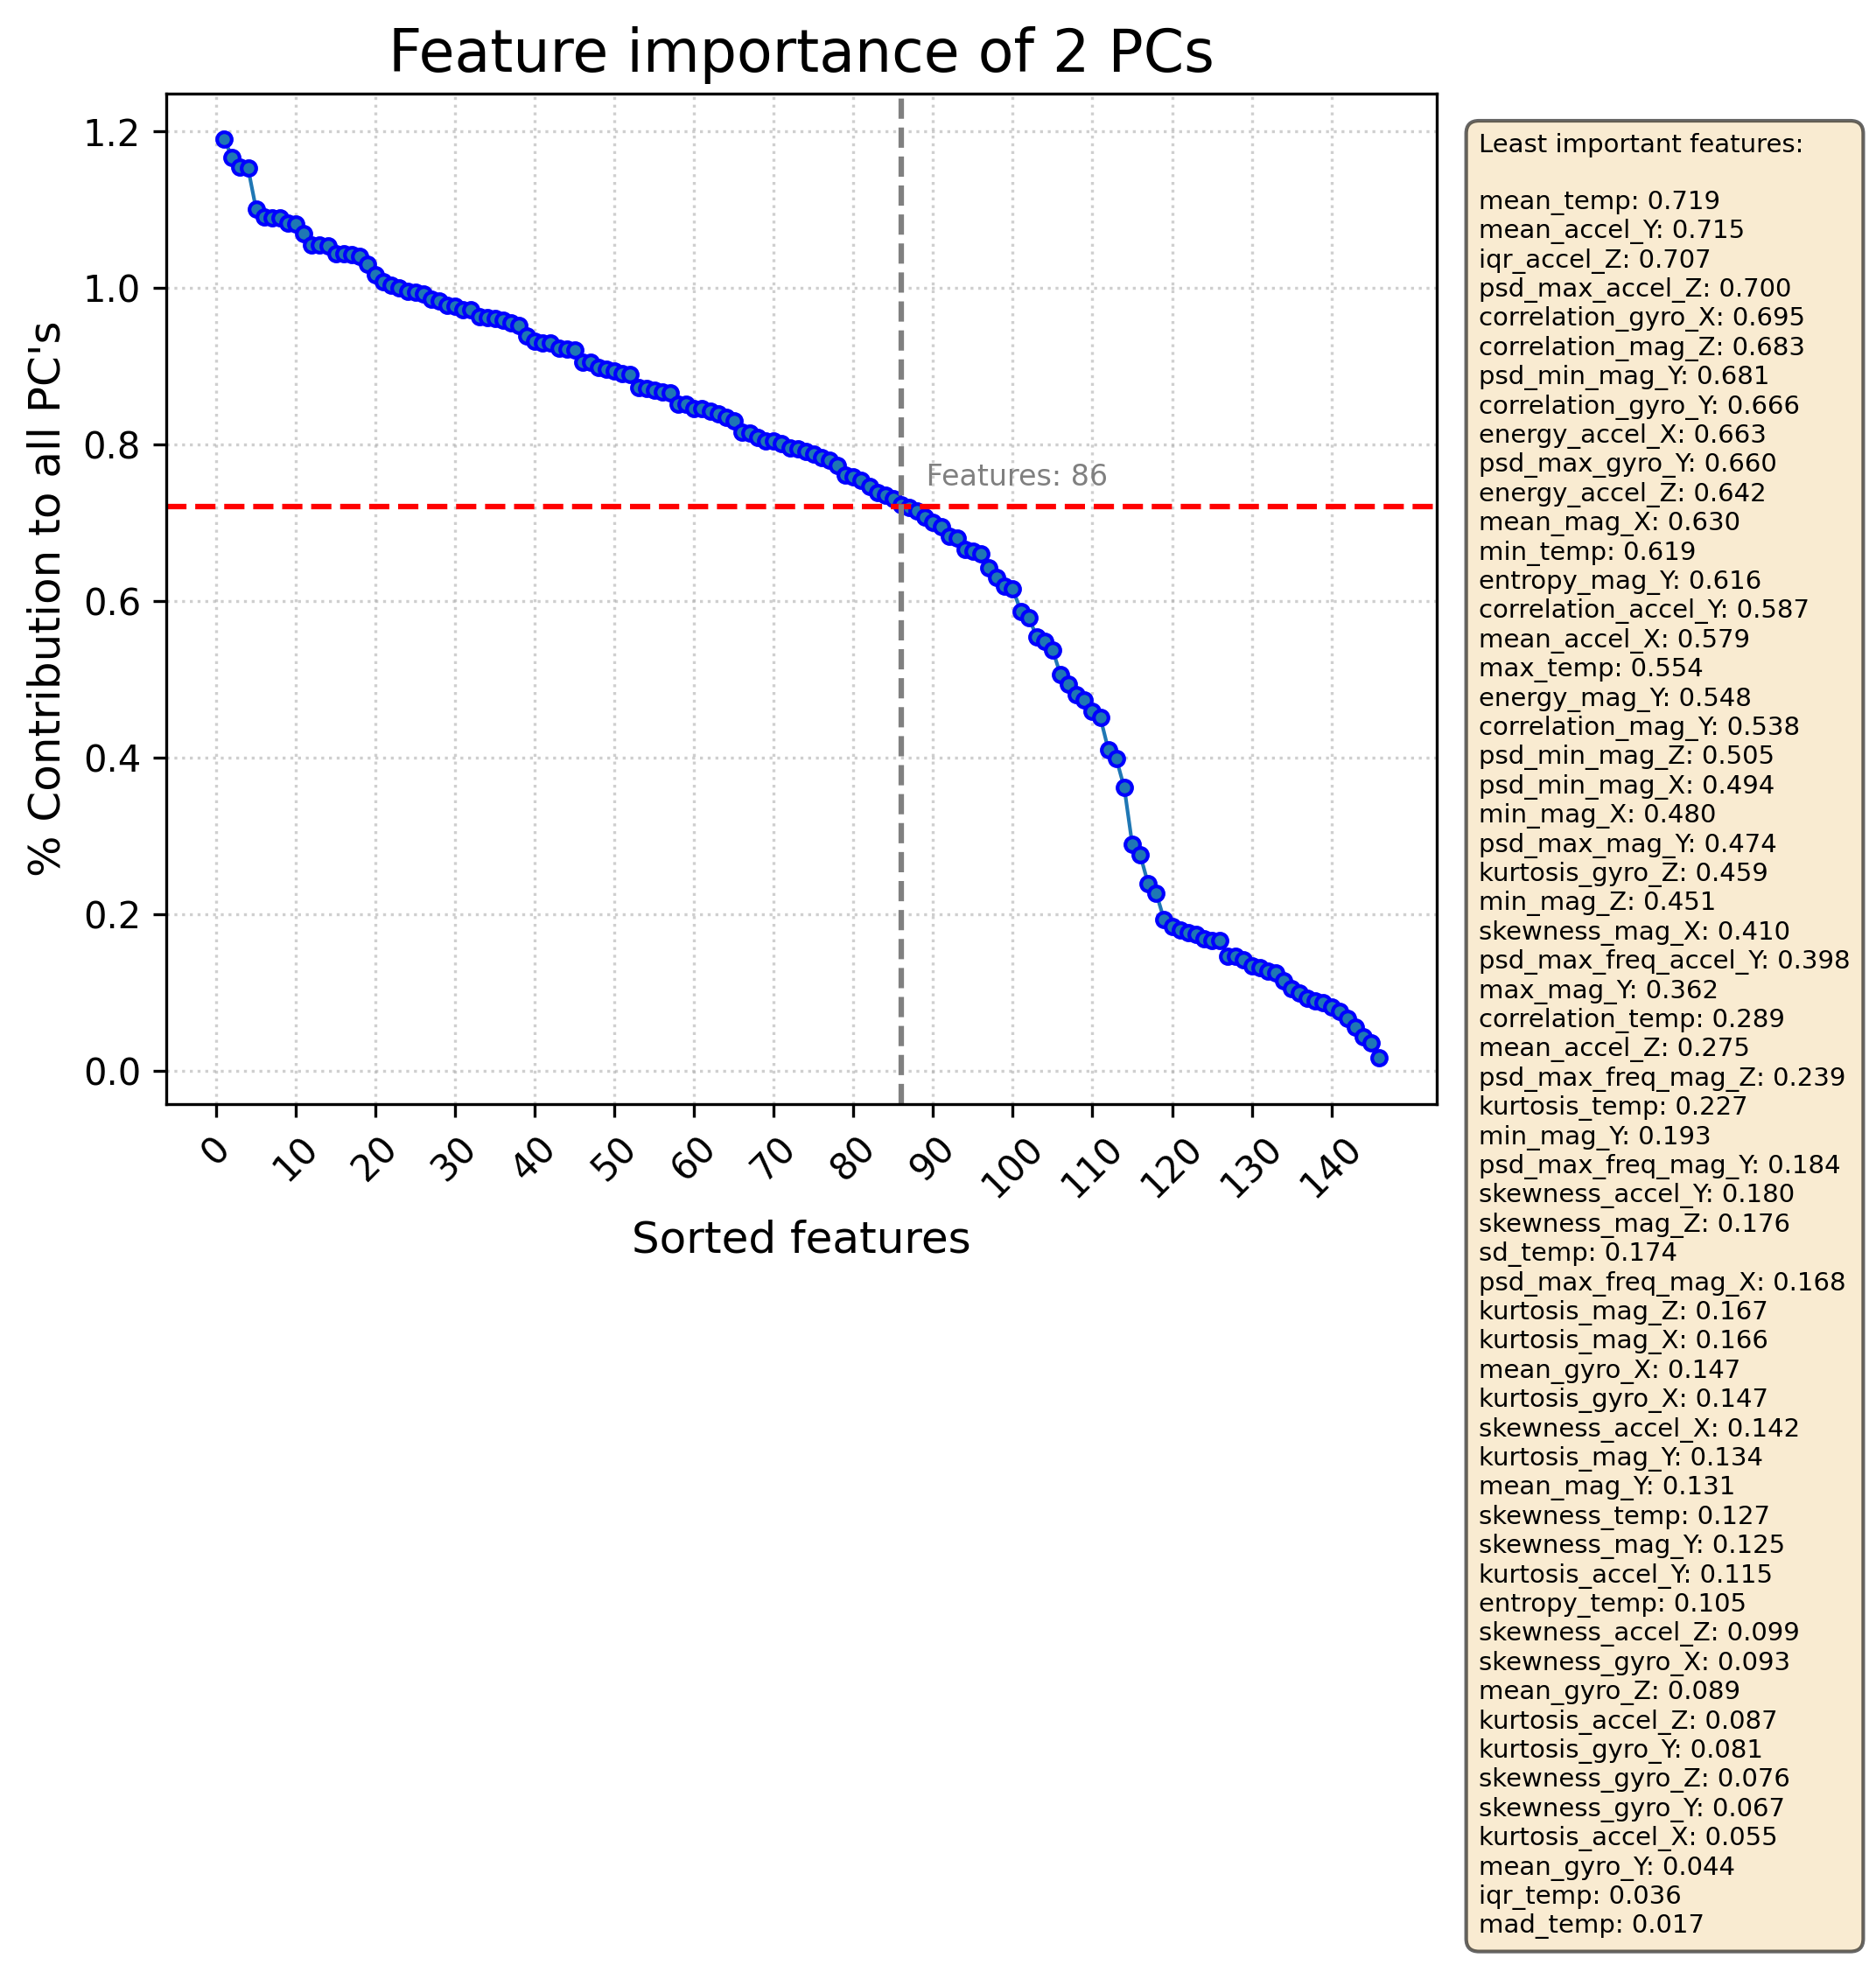 Feature importance of 2 PCs
% Contribution to all PC's
1.2
1.0
0.8
0.6
0.4
0.2
0.0
Features: 86
0
10
20
30
40
50
60
70
80
90
100
110
120
130
140
Sorted features
Least important features:
mean_temp: 0.719
mean_accel_Y: 0.715
iqr_accel_Z: 0.707
psd_max_accel_Z: 0.700
correlation_gyro_X: 0.695
correlation_mag_Z: 0.683
psd_min_mag_Y: 0.681
correlation_gyro_Y: 0.666
energy_accel_X: 0.663
psd_max_gyro_Y: 0.660
energy_accel_Z: 0.642
mean_mag_X: 0.630
min_temp: 0.619
entropy_mag_Y: 0.616
correlation_accel_Y: 0.587
mean_accel_X: 0.579
max_temp: 0.554
energy_mag_Y: 0.548
correlation_mag_Y: 0.538
psd_min_mag_Z: 0.505
psd_min_mag_X: 0.494
min_mag_X: 0.480
psd_max_mag_Y: 0.474
kurtosis_gyro_Z: 0.459
min_mag_Z: 0.451
skewness_mag_X: 0.410
psd_max_freq_accel_Y: 0.398
max_mag_Y: 0.362
correlation_temp: 0.289
mean_accel_Z: 0.275
psd_max_freq_mag_Z: 0.239
kurtosis_temp: 0.227
min_mag_Y: 0.193
psd_max_freq_mag_Y: 0.184
skewness_accel_Y: 0.180
skewness_mag_Z: 0.176
sd_temp: 0.174
psd_max_freq_mag_X: 0.168
kurtosis_mag_Z: 0.167
kurtosis_mag_X: 0.166
mean_gyro_X: 0.147
kurtosis_gyro_X: 0.147
skewness_accel_X: 0.142
kurtosis_mag_Y: 0.134
mean_mag_Y: 0.131
skewness_temp: 0.127
skewness_mag_Y: 0.125
kurtosis_accel_Y: 0.115
entropy_temp: 0.105
skewness_accel_Z: 0.099
skewness_gyro_X: 0.093
mean_gyro_Z: 0.089
kurtosis_accel_Z: 0.087
kurtosis_gyro_Y: 0.081
skewness_gyro_Z: 0.076
skewness_gyro_Y: 0.067
kurtosis_accel_X: 0.055
mean_gyro_Y: 0.044
iqr_temp: 0.036
mad_temp: 0.017